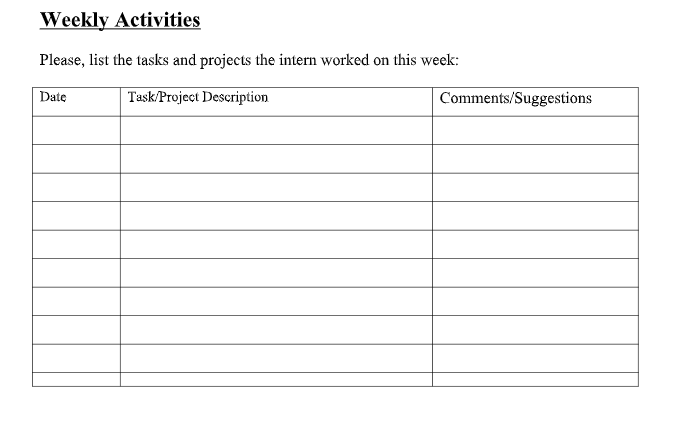 Weekly Activities
Please, list the tasks and projects the intern worked on this week:
Date Task/Project Description Comments/Suggestions